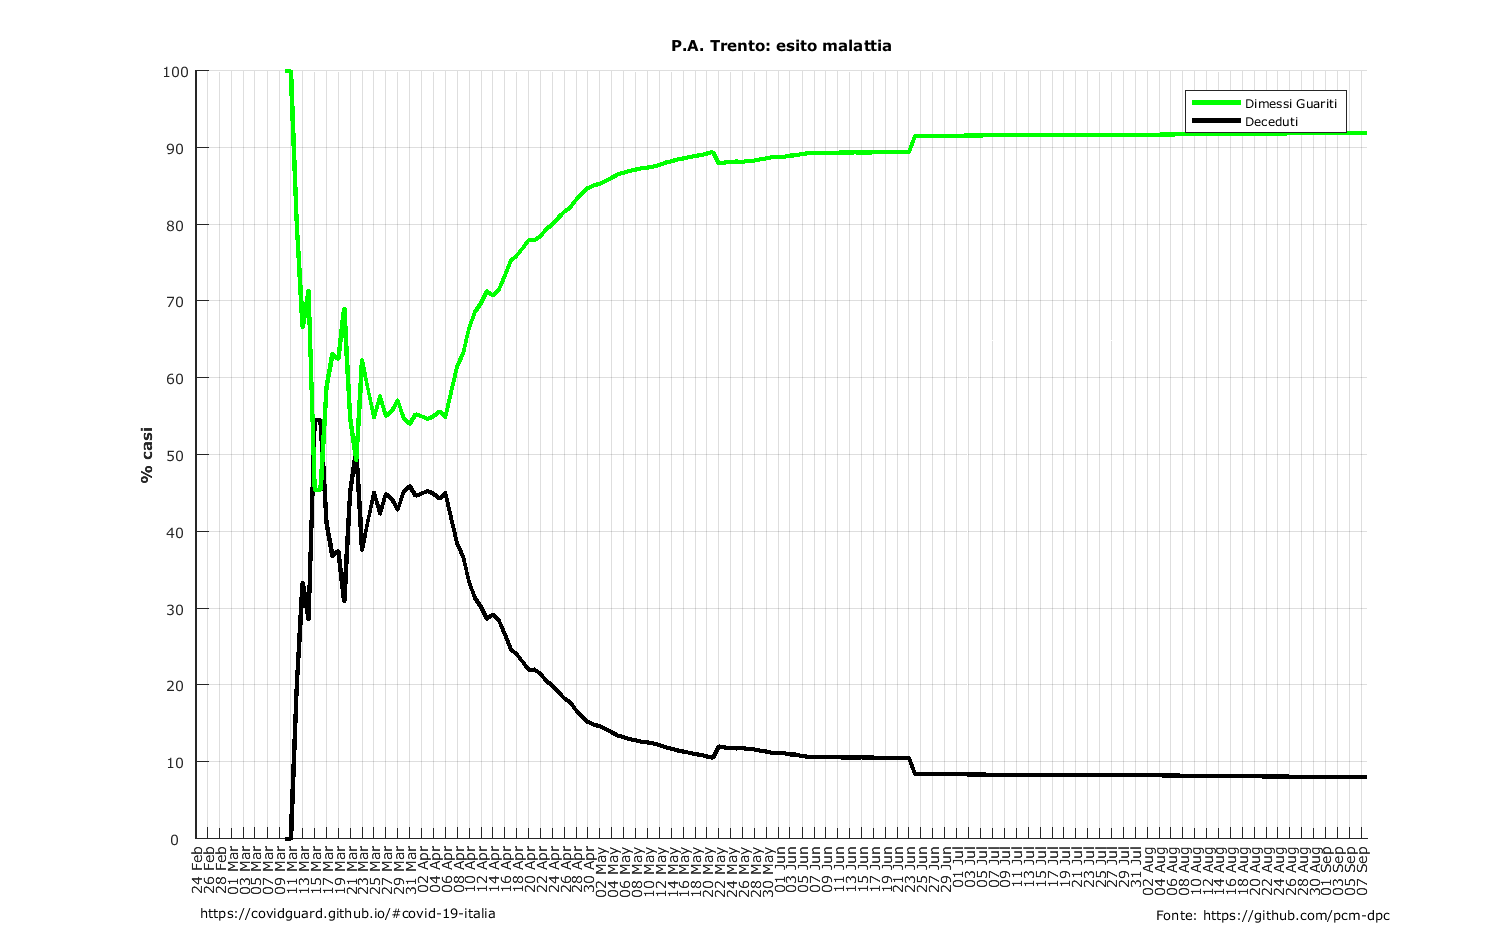 P.A. Trento: esito malattia
Dimessi Guariti
Deceduti
% casi
100
90
80
70
60
50
40
30
20
10
0
24 Feb
26 Feb
28 Feb
01 Mar
03 Mar
05 Mar
07 Mar
09 Mar
11 Mar
13 Mar
15 Mar
17 Mar
19 Mar
21 Mar
23 Mar
25 Mar
27 Mar
29 Mar
31 Mar
02 Apr
04 Apr
06 Apr
08 Apr
10 Apr
12 Apr
14 Apr
16 Apr
18 Apr
20 Apr
22 Apr
24 Apr
26 Apr
28 Apr
30 Apr
02 May
04 May
06 May
08 May
10 May
12 May
14 May
16 May
18 May
20 May
22 May
24 May
26 May
28 May
30 May
01 Jun
03 Jun
05 Jun
07 Jun
09 Jun
11 Jun
13 Jun
15 Jun
17 Jun
19 Jun
21 Jun
23 Jun
25 Jun
27 Jun
29 Jun
01 Jul
03 Jul
05 Jul
07 Jul
09 Jul
11 Jul
13 Jul
15 Jul
17 Jul
19 Jul
21 Jul
23 Jul
25 Jul
27 Jul
29 Jul
31 Jul
02 Aug
04 Aug
06 Aug
08 Aug
10 Aug
12 Aug
14 Aug
16 Aug
18 Aug
20 Aug
22 Aug
24 Aug
26 Aug
28 Aug
30 Aug
01 Sep
03 Sep
05 Sep
07 Sep
https://covidguard.github.io/#covid-19-italia
Fonte: https://github.com/pcm-dpc